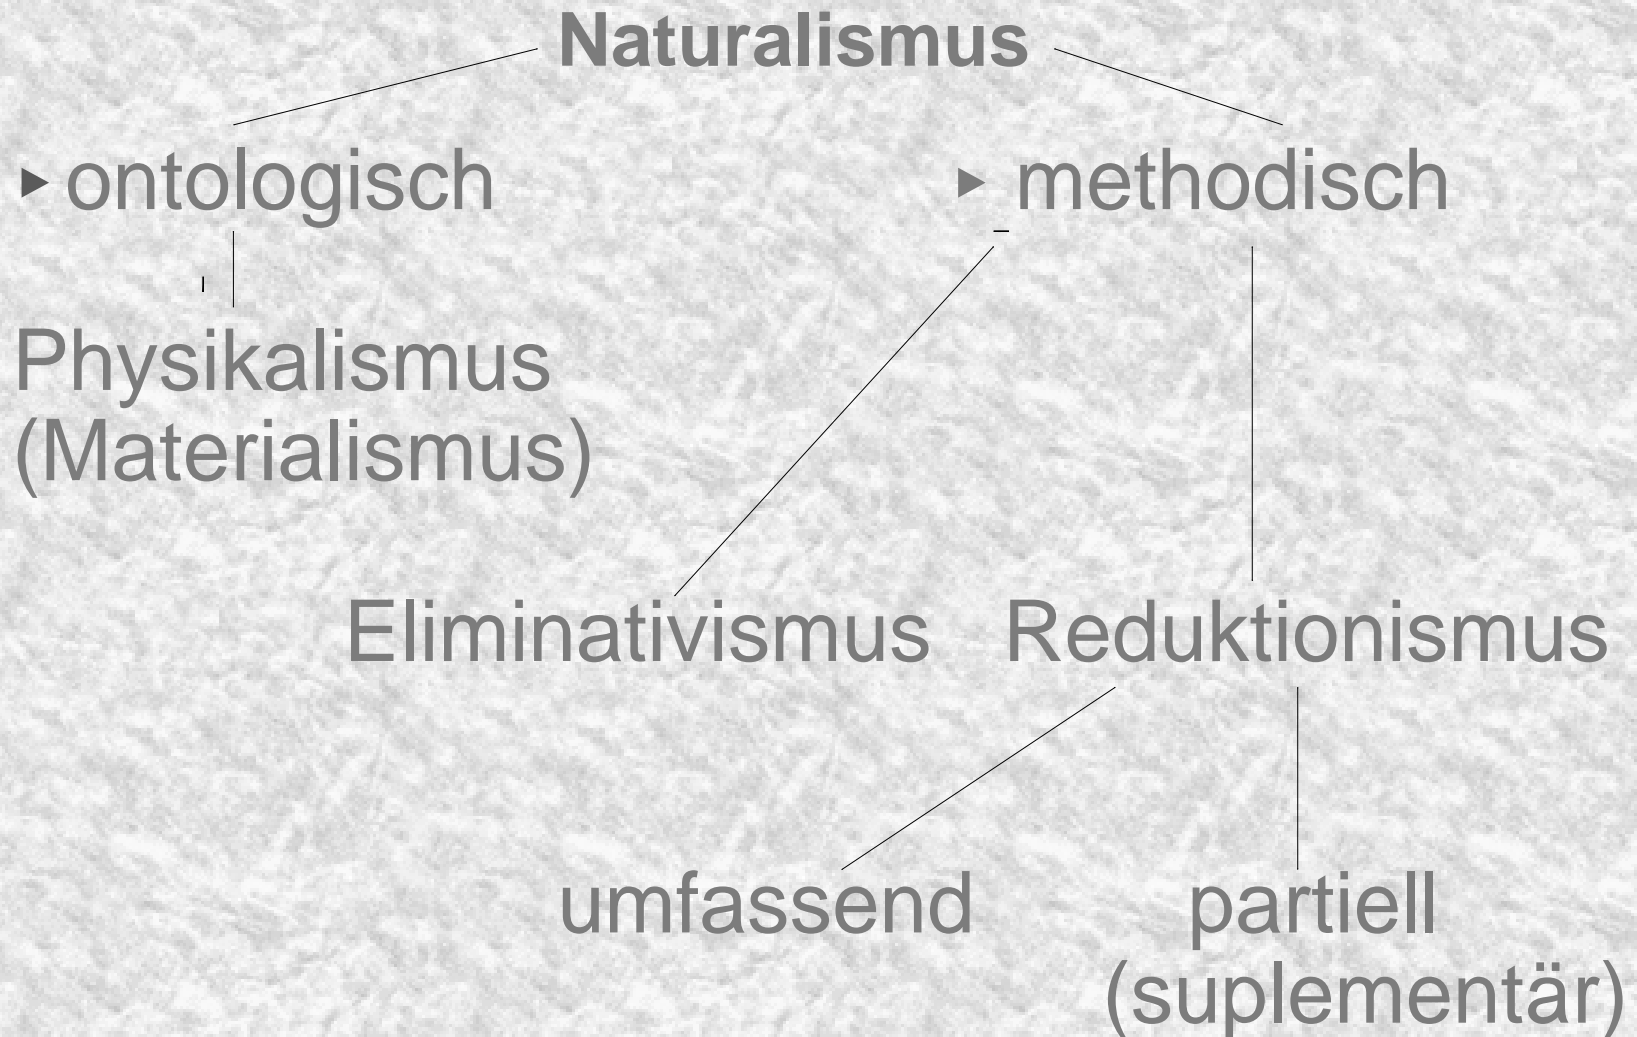 Naturalismus
▸ ontologisch
▸ methodisch
Physikalismus
(Materialismus)
Eliminativismus
Reduktionismus
umfassend
partiell
(suplementär)